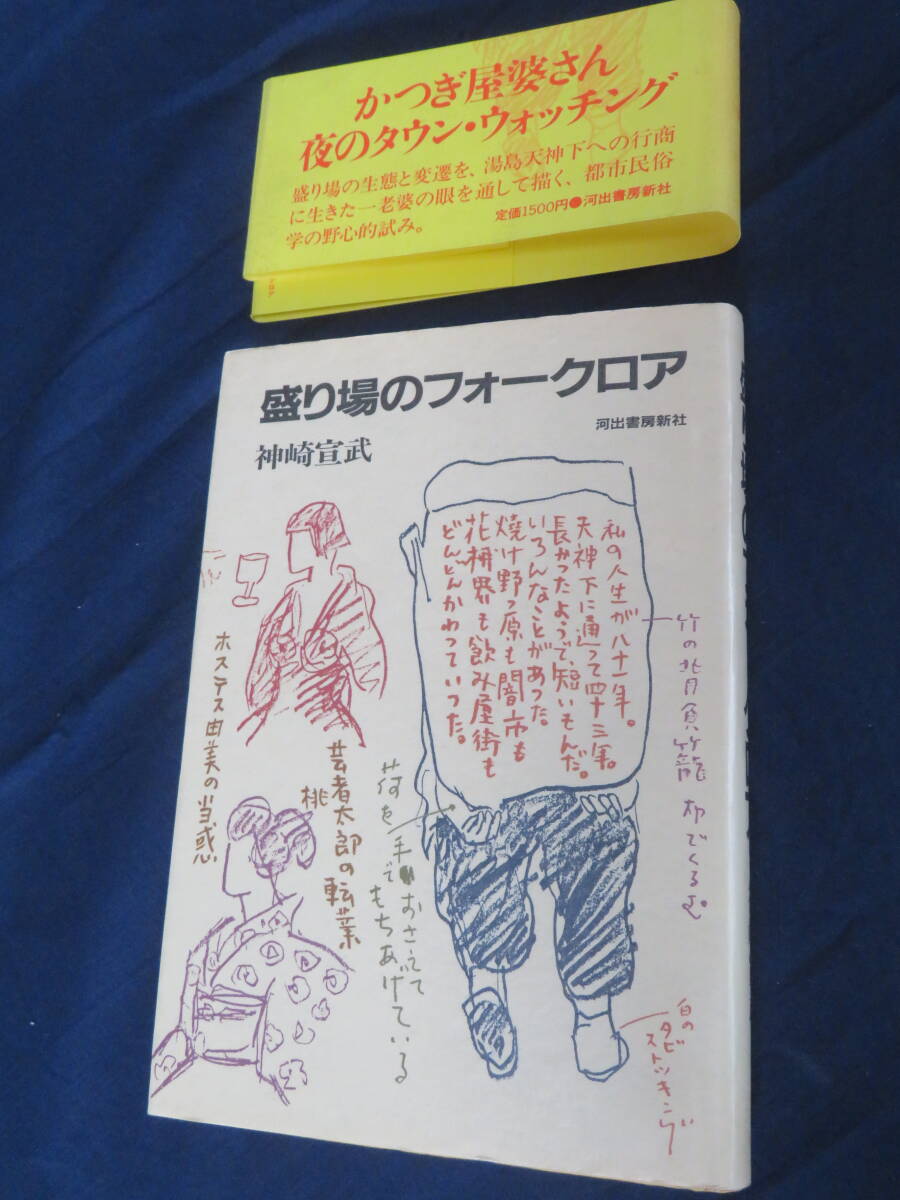 かつぎ屋婆さん
夜のタウン・ウォッチング
盛り場の生態と変遷を、湯島天神下への行商
に生きた一老婆の眼を通して描く、都市民俗
学の野心的試み。
定価1500円●河出書房新社
盛り場のフォークロア
河出書房新社
神崎宣武
私の人生が八十一年。
天神下に通って四十三年。
長かったようで、短いもんだ。
いろんなことがあった。
焼け野っ原も闇市も
花柳界も飲み屋街も
どんどんかわっていった。
竹の背負籠 布でくるむ
ホステス由美の当惑
芸者太郎の転業
桃
荷を手でおさえて
もちあげている
白の
タビ
ストッキング